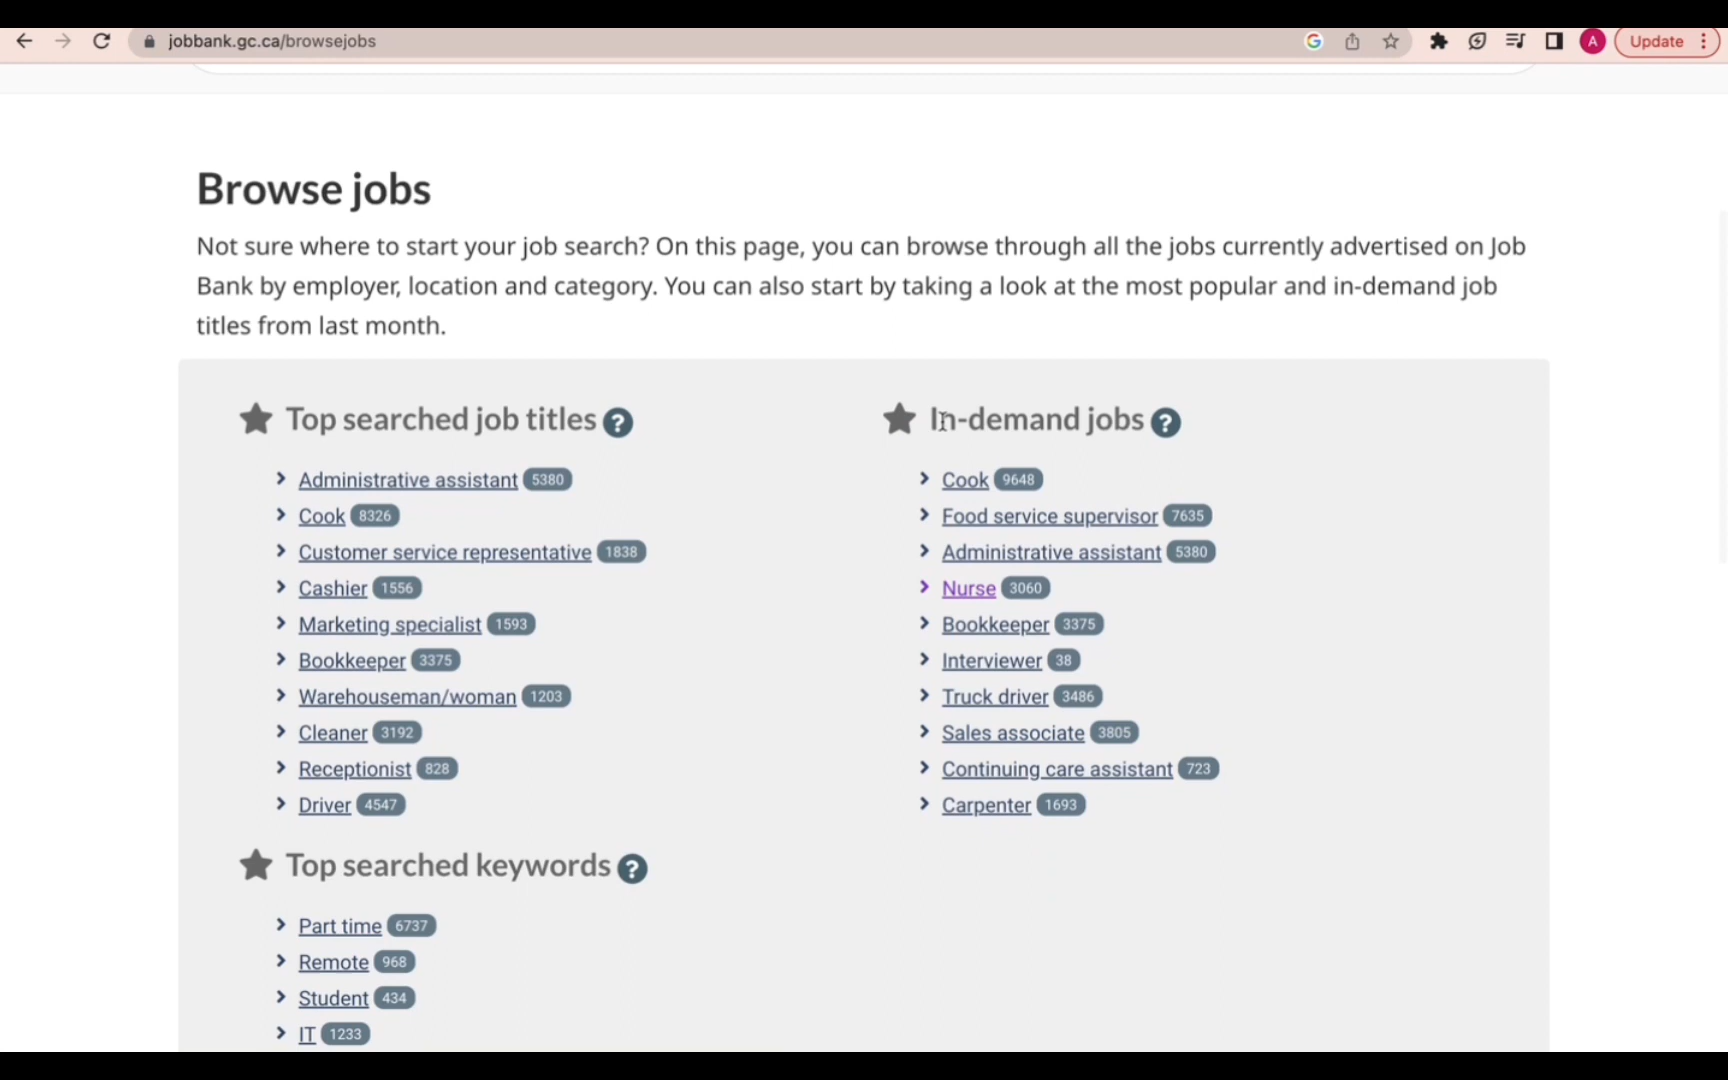 jobbank.gc.ca/browsejobs
A
Update
Browse jobs
Not sure where to start your job search? On this page, you can browse through all the jobs currently advertised on Job
Bank by employer, location and category. You can also start by taking a look at the most popular and in-demand job
titles from last month.
Top searched job titles ?
Administrative assistant 5380
Cook 8326
Customer service representative 1838
Cashier 1556
Marketing specialist 1593
Bookkeeper 3375
Warehouseman/woman 1203
Cleaner 3192
Receptionist 828
Driver 4547
In-demand jobs ?
Cook 9648
Food service supervisor 7635
Administrative assistant 5380
Nurse 3060
Bookkeeper 3375
Interviewer 38
Truck driver 3486
Sales associate 3805
Continuing care assistant 723
Carpenter 1693
Top searched keywords ?
Part time 6737
Remote 968
Student 434
IT 1233